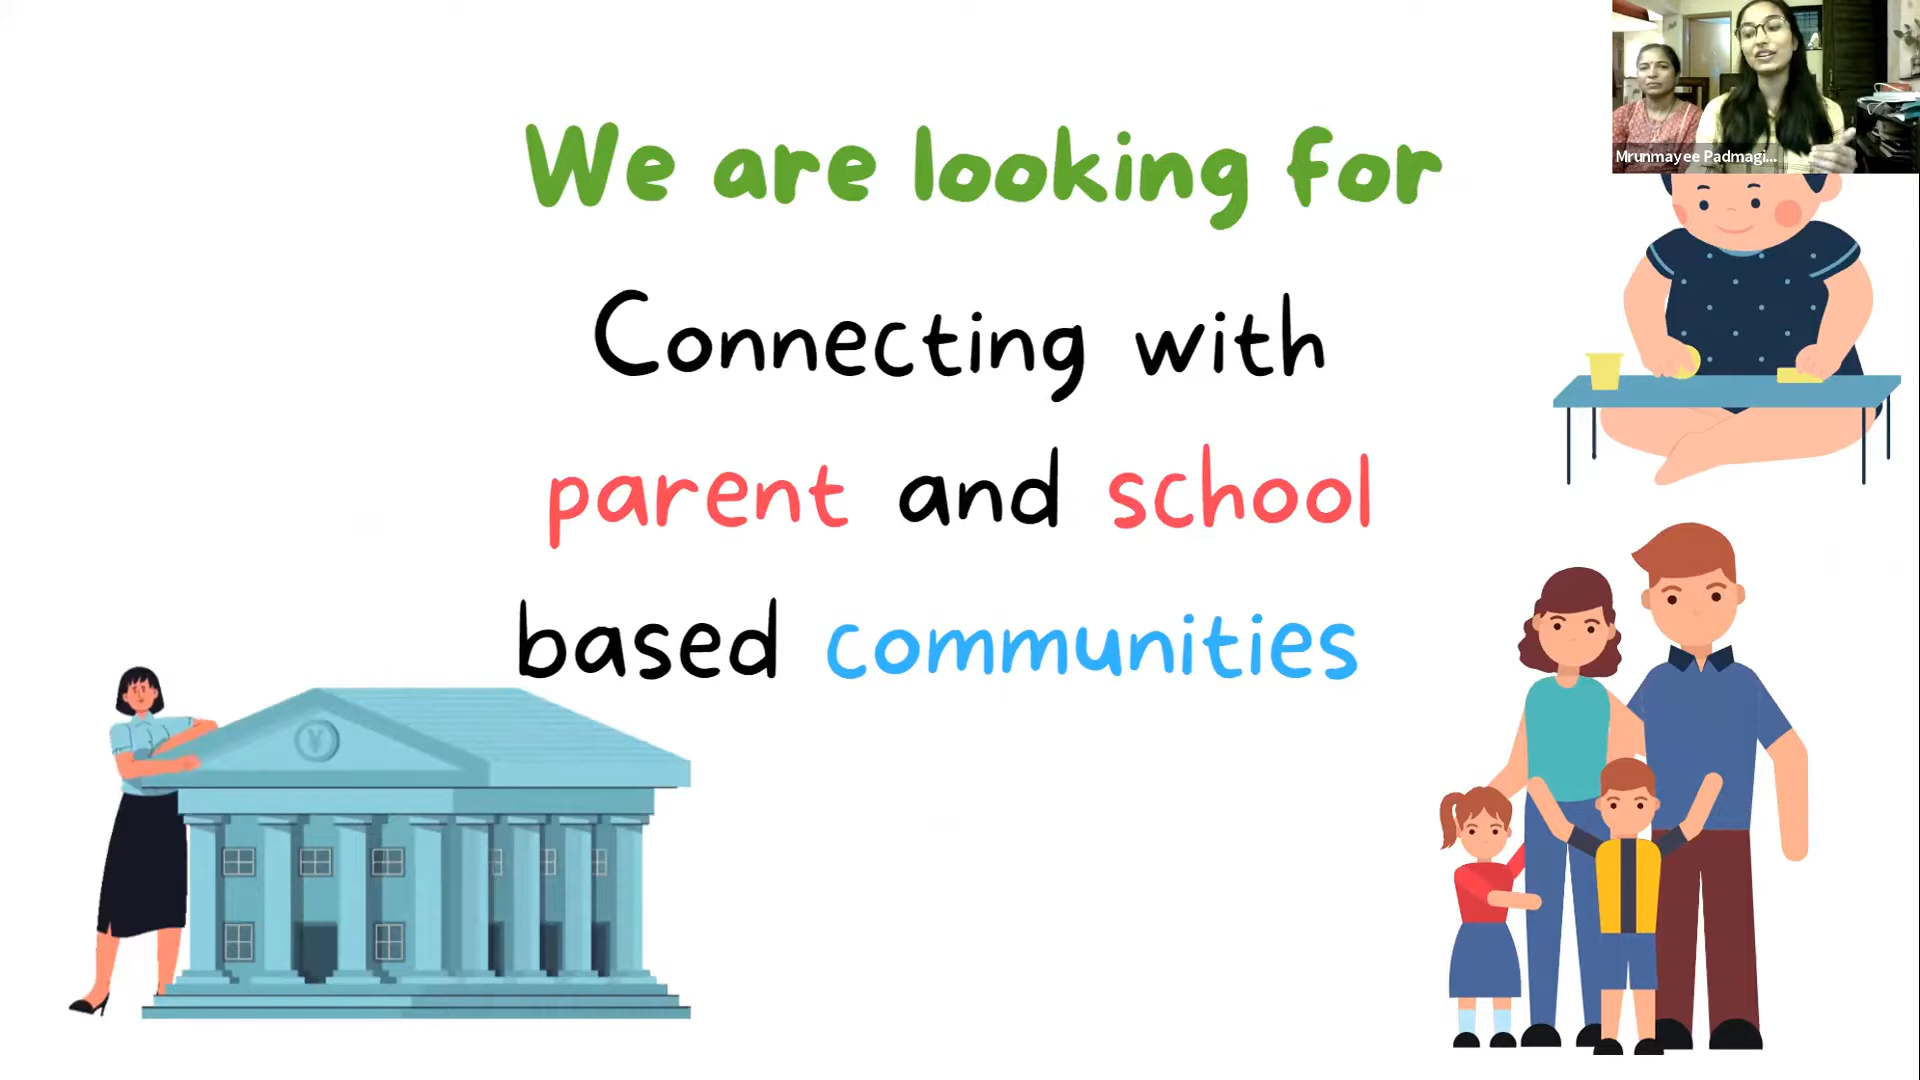 We are looking for
Connecting with
parent and school
based communities
Mrunmayee Padmagi...